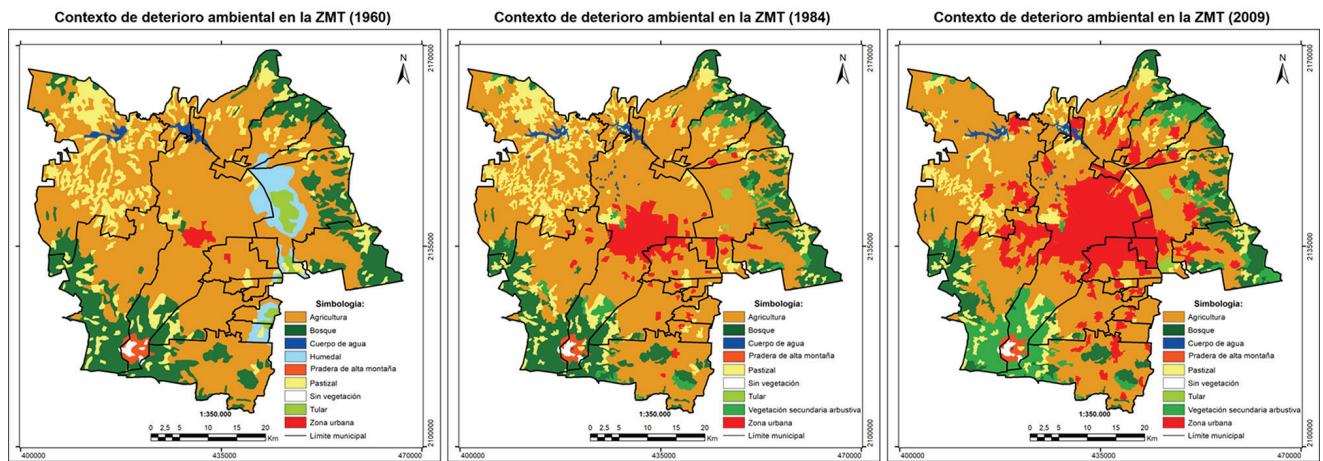 Contexto de deterioro ambiental en la ZMT (1960)
N
2170000
2135000
2100000
Simbología:
Agricultura
Bosque
Cuerpo de agua
Humedal
Pradera de alta montaña
Pastizal
Sin vegetación
Tular
Zona urbana
Límite municipal
1:350.000
0 2.5 5 10 15 20
Km
400000 435000 470000
Contexto de deterioro ambiental en la ZMT (1984)
N
2170000
2135000
2100000
Simbología:
Agricultura
Bosque
Cuerpo de agua
Pradera de alta montaña
Pastizal
Sin vegetación
Tular
Vegetación secundaria arbustiva
Zona urbana
Límite municipal
1:350.000
0 2.5 5 10 15 20
Km
400000 435000 470000
Contexto de deterioro ambiental en la ZMT (2009)
N
2170000
2135000
2100000
Simbología:
Agricultura
Bosque
Cuerpo de agua
Pradera de alta montaña
Pastizal
Sin vegetación
Tular
Vegetación secundaria arbustiva
Zona urbana
Límite municipal
1:350.000
0 2.5 5 10 15 20
Km
400000 435000 470000